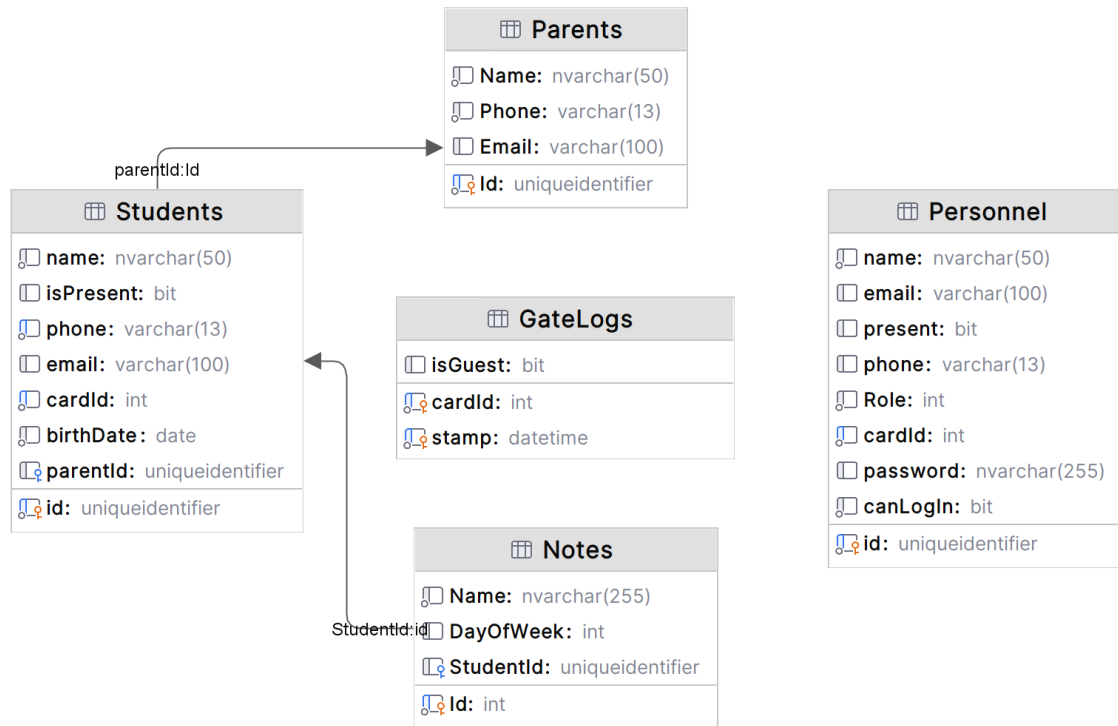 Parents
Name: nvarchar(50)
Phone: varchar(13)
Email: varchar(100)
Id: uniqueidentifier
parentId:Id
Students
name: nvarchar(50)
isPresent: bit
phone: varchar(13)
email: varchar(100)
cardId: int
birthDate: date
parentId: uniqueidentifier
id: uniqueidentifier
GateLogs
isGuest: bit
cardId: int
stamp: datetime
Personnel
name: nvarchar(50)
email: varchar(100)
present: bit
phone: varchar(13)
Role: int
cardId: int
password: nvarchar(255)
canLogIn: bit
id: uniqueidentifier
Notes
Name: nvarchar(255)
StudentId:id
DayOfWeek: int
StudentId: uniqueidentifier
Id: int